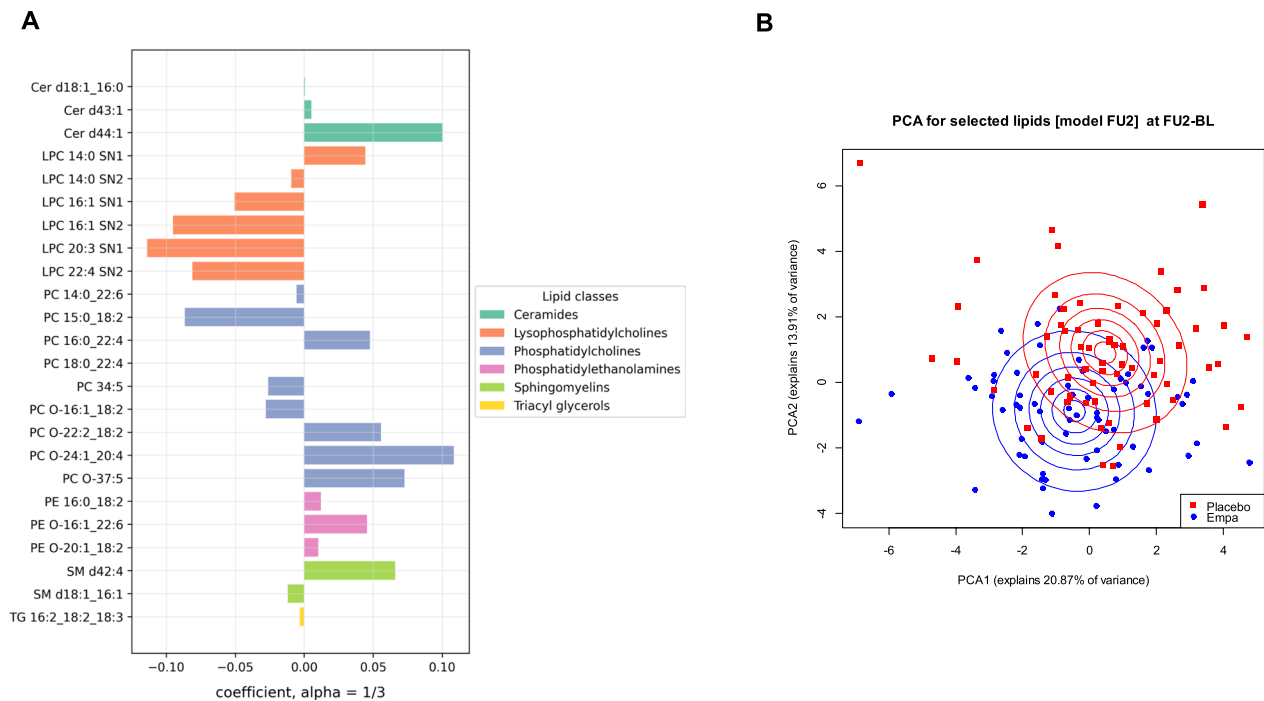 A
Cer d18:1_16:0
Cer d43:1
Cer d44:1
LPC 14:0 SN1
LPC 14:0 SN2
LPC 16:1 SN1
LPC 16:1 SN2
LPC 20:3 SN1
LPC 22:4 SN2
PC 14:0_22:6
PC 15:0_18:2
PC 16:0_22:4
PC 18:0_22:4
PC 34:5
PC O-16:1_18:2
PC O-22:2_18:2
PC O-24:1_20:4
PC O-37:5
PE 16:0_18:2
PE O-16:1_22:6
PE O-20:1_18:2
SM d42:4
SM d18:1_16:1
TG 16:2_18:2_18:3
−0.10 −0.05 0.00 0.05 0.10
coefficient, alpha = 1/3
Lipid classes
Ceramides
Lysophosphatidylcholines
Phosphatidylcholines
Phosphatidylethanolamines
Sphingomyelins
Triacyl glycerols
B
PCA for selected lipids [model FU2] at FU2-BL
PCA2 (explains 13.91% of variance)
6
4
2
0
-2
-4
Placebo
Empa
-6 -4 -2 0 2 4
PCA1 (explains 20.87% of variance)